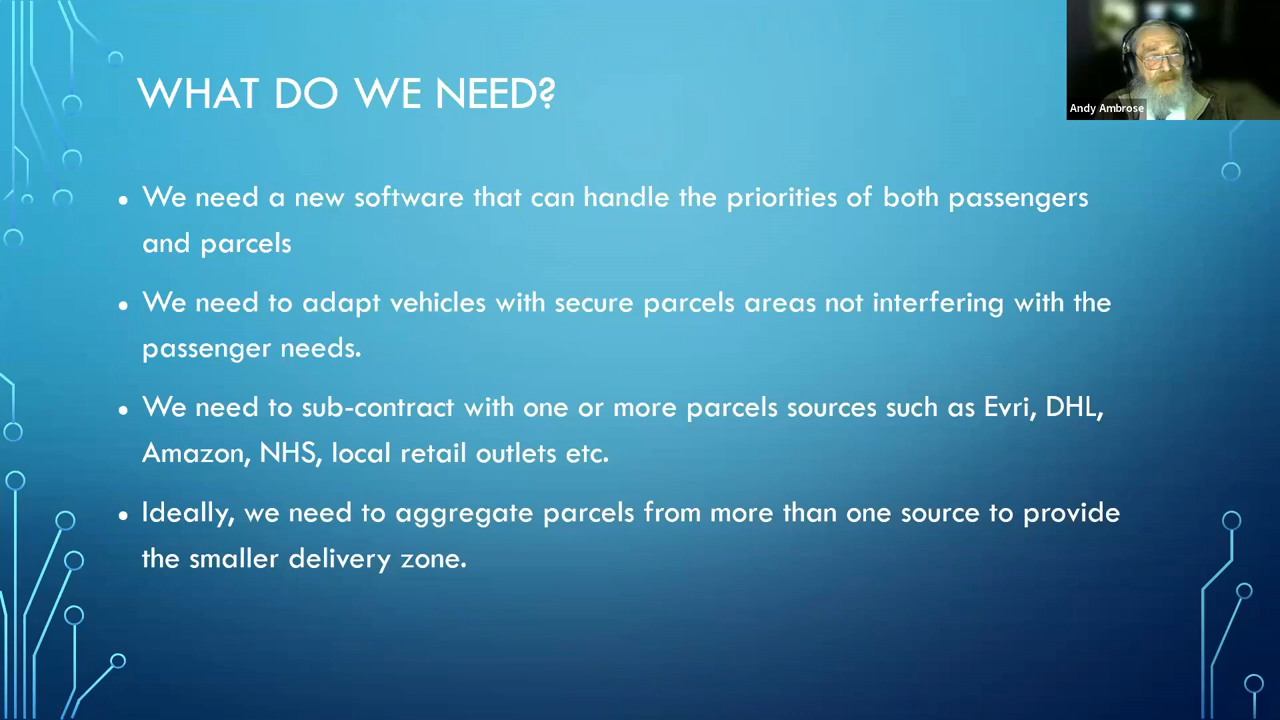 WHAT DO WE NEED?
Andy Ambrose
• We need a new software that can handle the priorities of both passengers
and parcels
• We need to adapt vehicles with secure parcels areas not interfering with the
passenger needs.
• We need to sub-contract with one or more parcels sources such as Evri, DHL,
Amazon, NHS, local retail outlets etc.
• Ideally, we need to aggregate parcels from more than one source to provide
the smaller delivery zone.